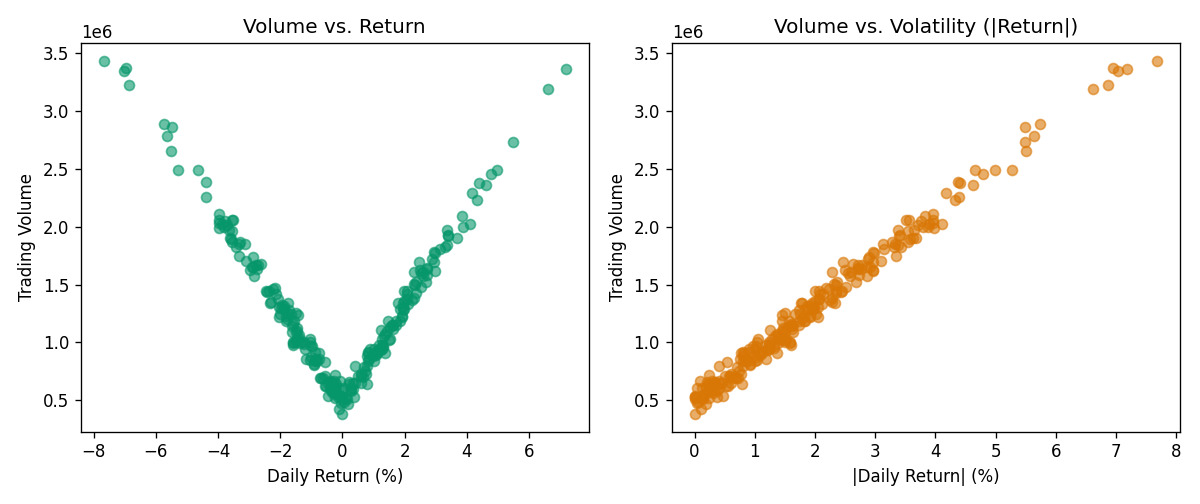 Volume vs. Return
1e6
3.5
3.0
2.5
2.0
1.5
1.0
0.5
Trading Volume
−8 −6 −4 −2 0 2 4 6
Daily Return (%)
Volume vs. Volatility (|Return|)
1e6
3.5
3.0
2.5
2.0
1.5
1.0
0.5
Trading Volume
0 1 2 3 4 5 6 7 8
|Daily Return| (%)